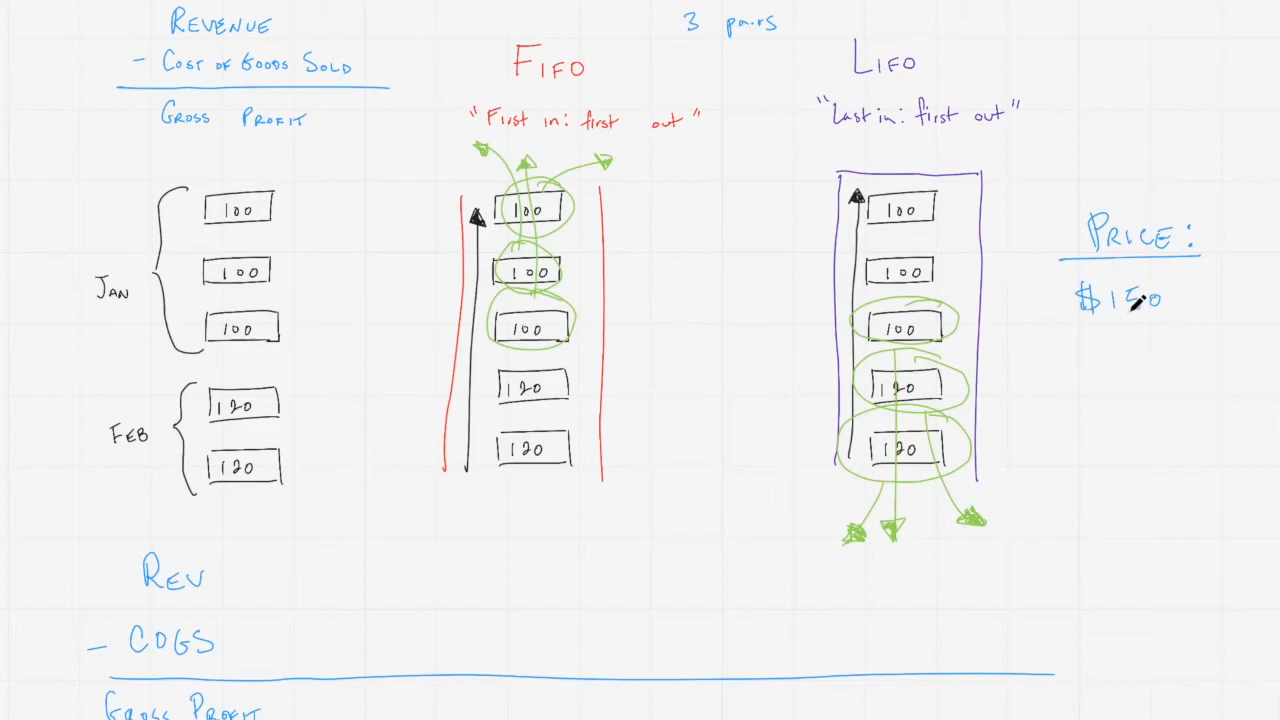 REVENUE
- COST OF GOODS SOLD
GROSS PROFIT
3 pairs
FIFO
"First in: first out"
LIFO
"Last in: first out"
JAN
100
100
100
FEB
120
120
100
100
100
120
120
100
100
100
120
120
PRICE:
$150
REV
- COGS
GROSS PROFIT